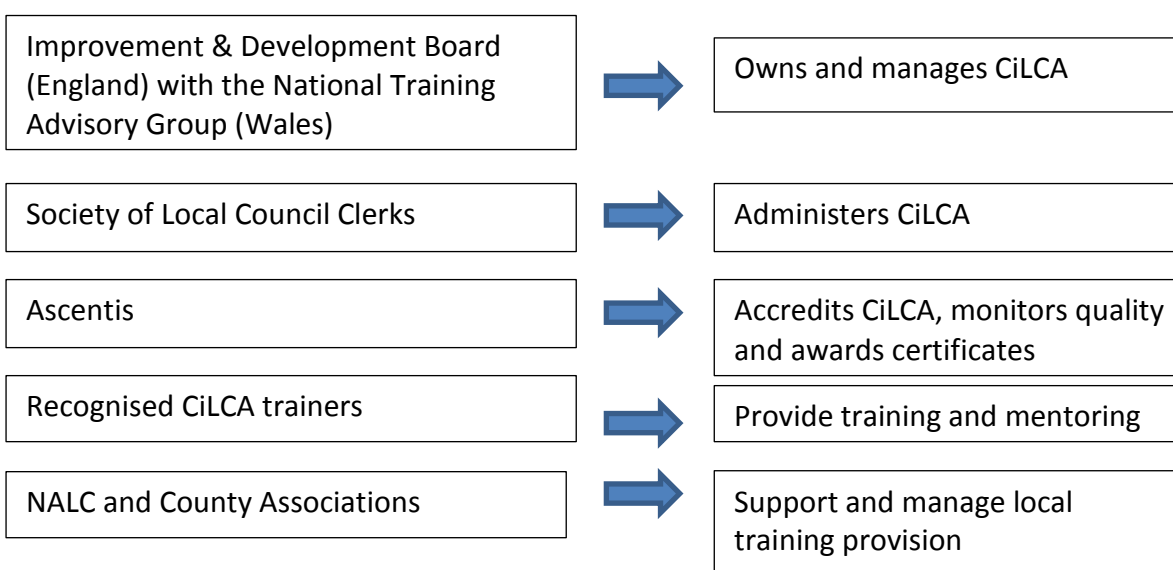 Improvement & Development Board
(England) with the National Training
Advisory Group (Wales)
Owns and manages CiLCA
Society of Local Council Clerks
Administers CiLCA
Ascentis
Accredits CiLCA, monitors quality
and awards certificates
Recognised CiLCA trainers
Provide training and mentoring
NALC and County Associations
Support and manage local
training provision